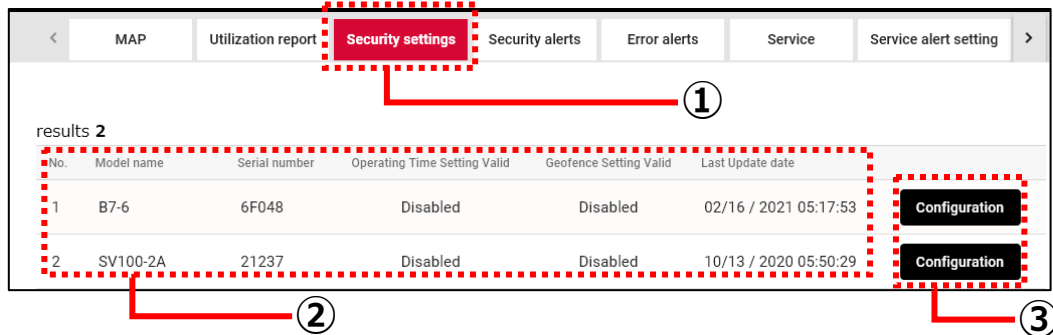 < MAP Utilization report Security settings Security alerts Error alerts Service Service alert setting >
①
results 2
No. Model name Serial number Operating Time Setting Valid Geofence Setting Valid Last Update date
1 B7-6 6F048 Disabled Disabled 02/16 / 2021 05:17:53 Configuration
2 SV100-2A 21237 Disabled Disabled 10/13 / 2020 05:50:29 Configuration
② ③